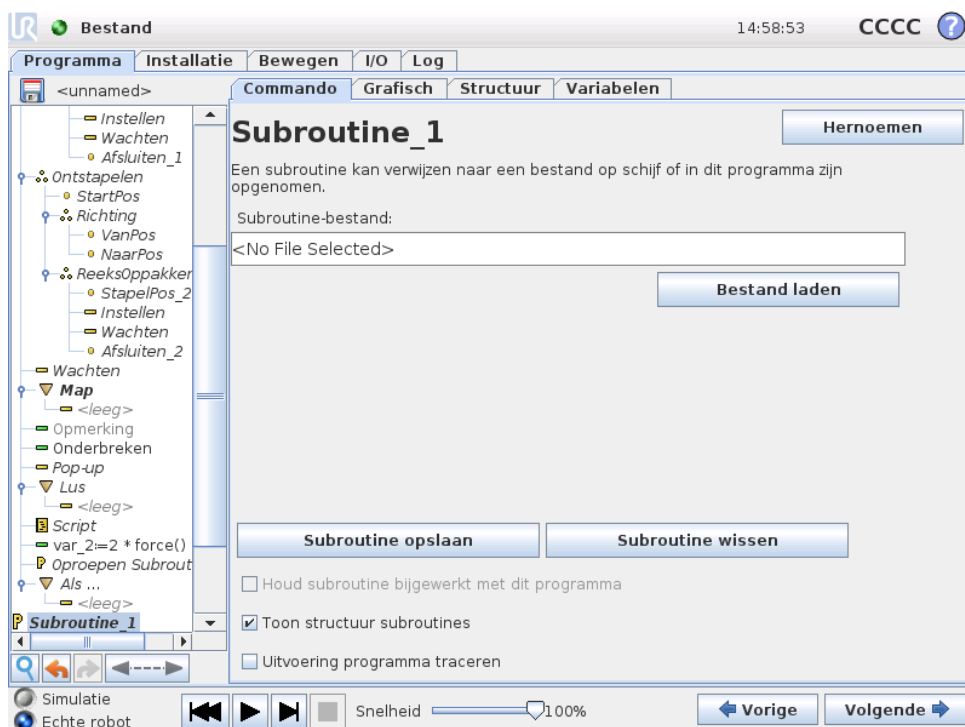 UR Bestand 14:58:53 CCCC ?
Programma Installatie Bewegen I/O Log
<unnamed>
Commando Grafisch Structuur Variabelen
Instellen
Wachten
Afsluiten_1
Ontstapelen
StartPos
Richting
VanPos
NaarPos
ReeksOppakker
StapelPos_2
Instellen
Wachten
Afsluiten_2
Wachten
Map
<leeg>
Opmerking
Onderbreken
Pop-up
Lus
<leeg>
Script
var_2:=2 * force()
Oproepen Subrout
Als ...
<leeg>
Subroutine_1
Subroutine_1
Hernoemen
Een subroutine kan verwijzen naar een bestand op schijf of in dit programma zijn
opgenomen.
Subroutine-bestand:
<No File Selected>
Bestand laden
Subroutine opslaan Subroutine wissen
Houd subroutine bijgewerkt met dit programma
Toon structuur subroutines
Uitvoering programma traceren
Simulatie
Echte robot
Snelheid 100%
Vorige Volgende